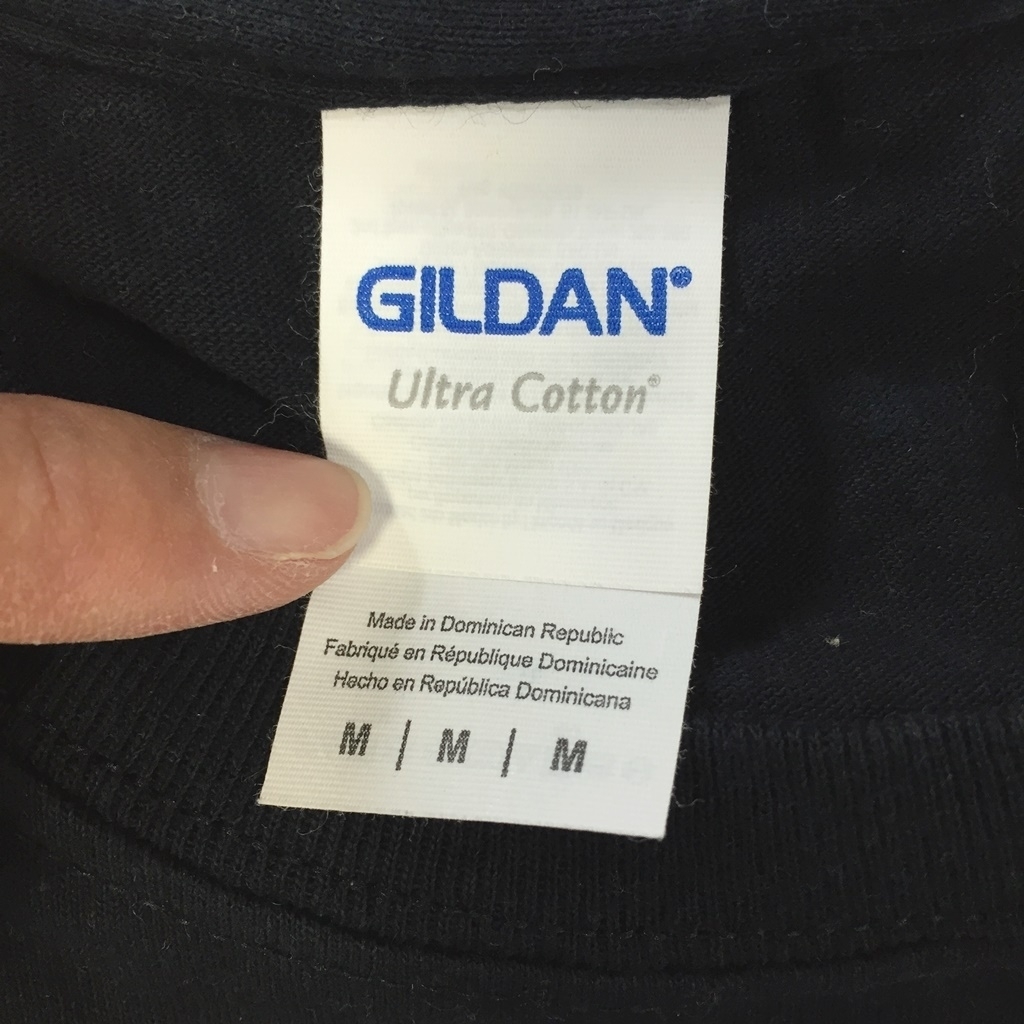 GILDAN®
Ultra Cotton®
Made in Dominican Republic
Fabriqué en République Dominicaine
Hecho en República Dominicana
M | M | M